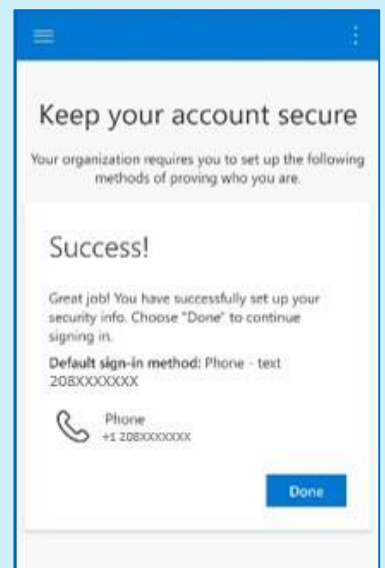 Keep your account secure
Your organization requires you to set up the following
methods of proving who you are.
Success!
Great job! You have successfully set up your
security info. Choose "Done" to continue
signing in.
Default sign-in method: Phone - text
208XXXXXXX
Phone
+1 208XXXXXXX
Done